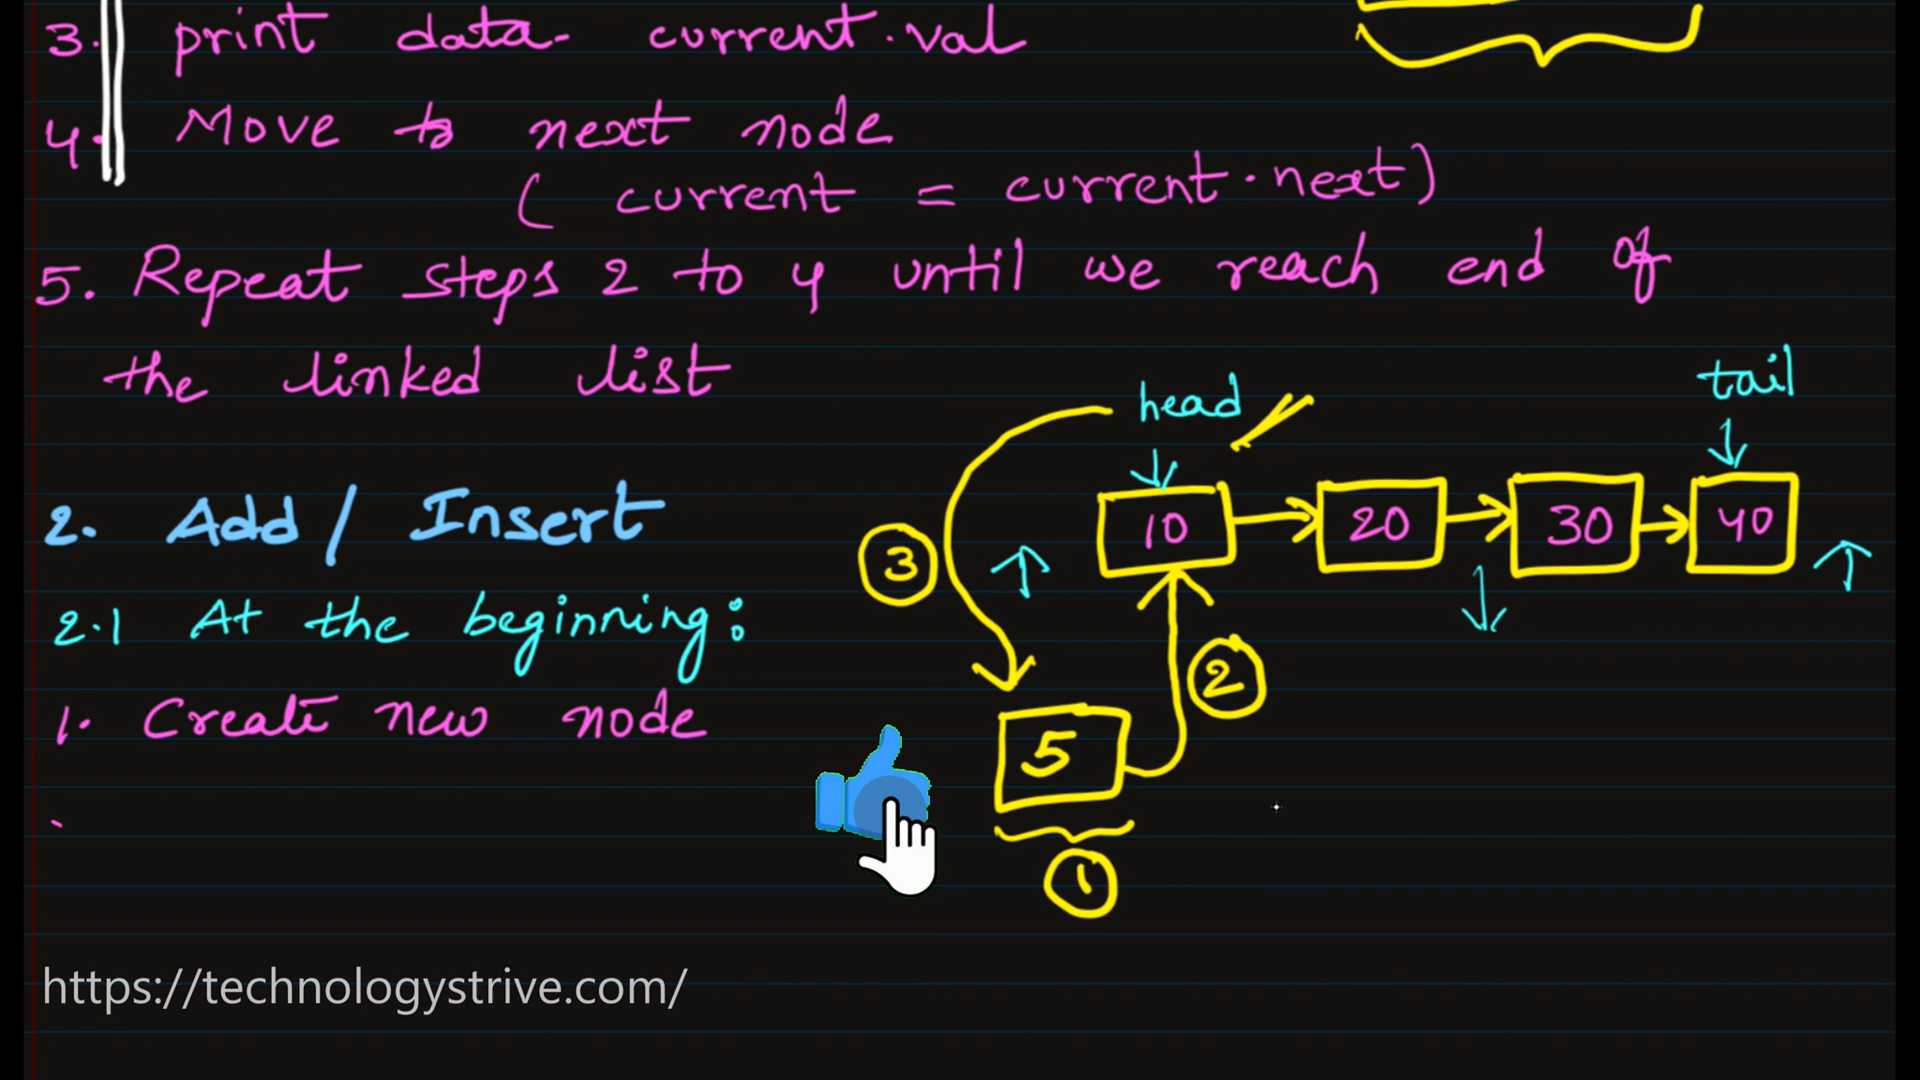 3. print data- current.val
4. Move to next node
( current = current.next)
5. Repeat steps 2 to 4 until we reach end of
the linked list
head
tail
10 20 30 40
2. Add / Insert
3
2.1 At the beginning:
2
1. Create new node
5
1
https://technologystrive.com/